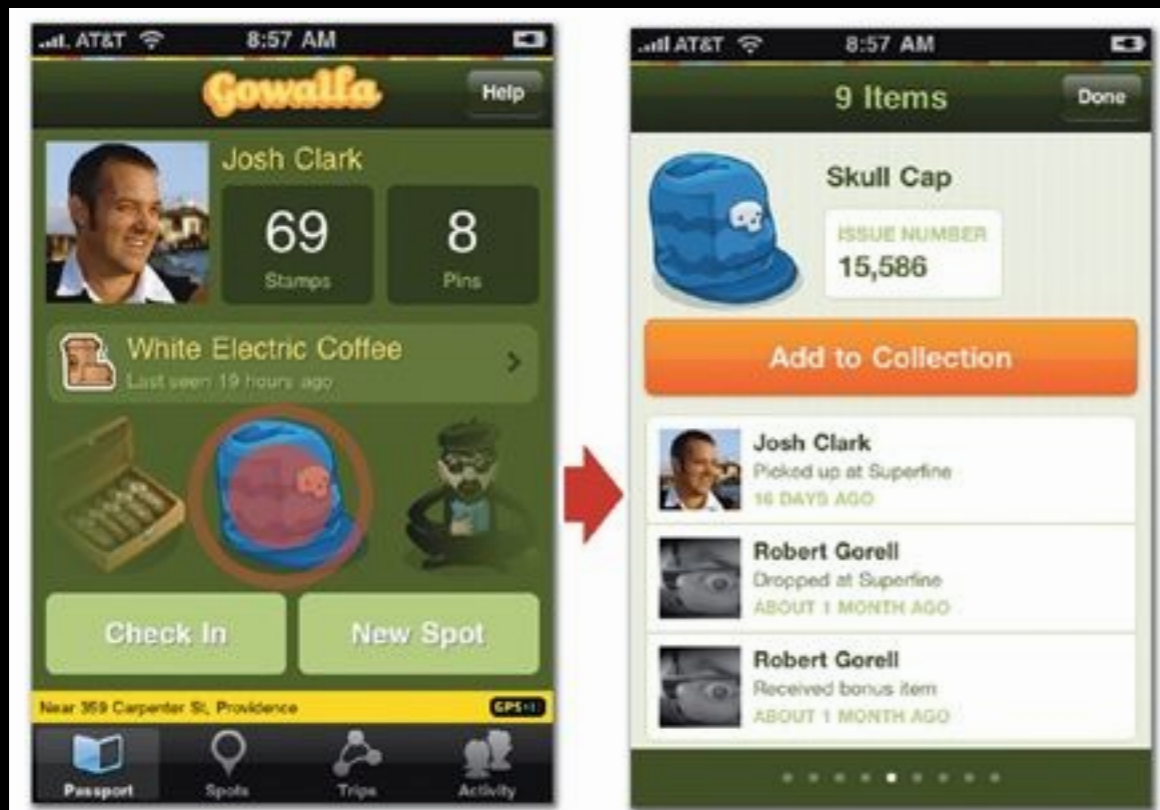 AT&T 8:57 AM
Gowalla Help
Josh Clark
69 8
Stamps Pins
White Electric Coffee
Last seen 19 hours ago
Check In New Spot
Near 359 Carpenter St, Providence GPS
Passport Spots Trips Activity
AT&T 8:57 AM
9 Items Done
Skull Cap
ISSUE NUMBER
15,586
Add to Collection
Josh Clark
Picked up at Superfine
16 DAYS AGO
Robert Gorell
Dropped at Superfine
ABOUT 1 MONTH AGO
Robert Gorell
Received bonus item
ABOUT 1 MONTH AGO